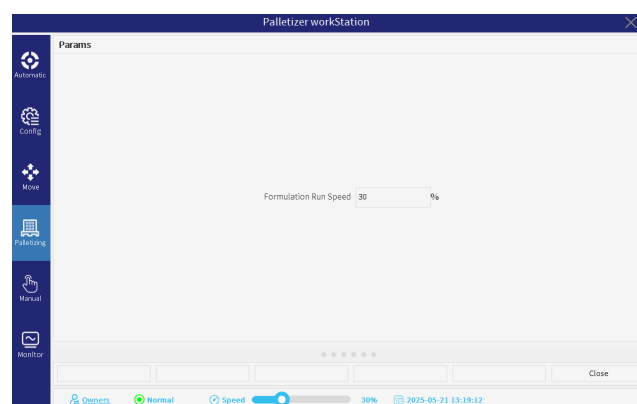 Palletizer workStation
Params
Automatic
Config
Move
Palletizing
Manual
Monitor
Formulation Run Speed 30 %
Close
Owners Normal Speed 30% 2025-05-21 13:19:12